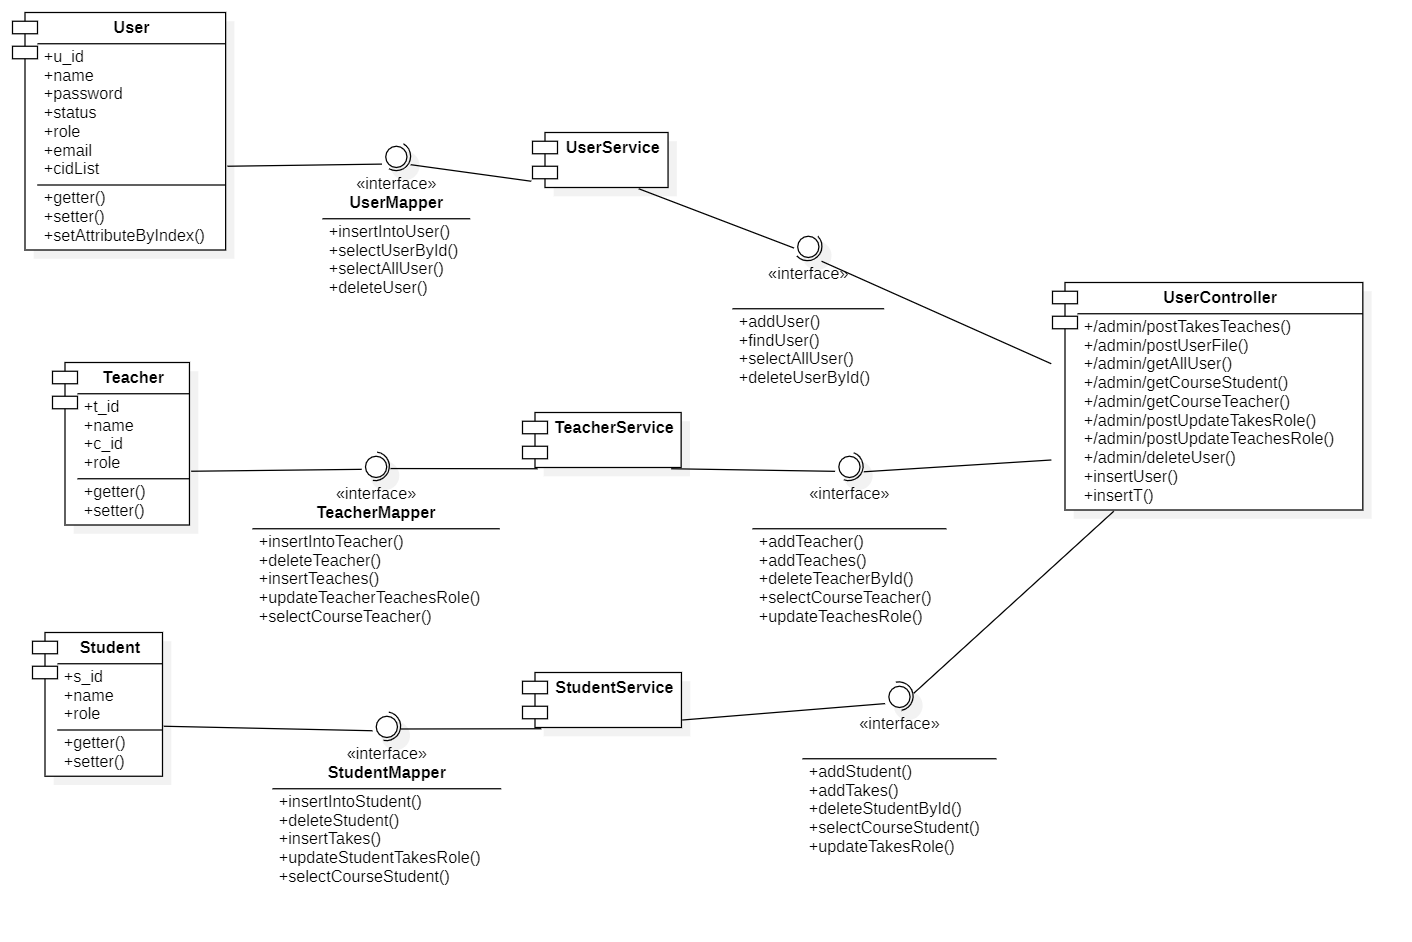 User
+u_id
+name
+password
+status
+role
+email
+cidList
+getter()
+setter()
+setAttributeByIndex()
«interface»
UserMapper
+insertIntoUser()
+selectUserById()
+selectAllUser()
+deleteUser()
UserService
«interface»
+addUser()
+findUser()
+selectAllUser()
+deleteUserById()
UserController
+/admin/postTakesTeaches()
+/admin/postUserFile()
+/admin/getAllUser()
+/admin/getCourseStudent()
+/admin/getCourseTeacher()
+/admin/postUpdateTakesRole()
+/admin/postUpdateTeachesRole()
+/admin/deleteUser()
+insertUser()
+insertT()
Teacher
+t_id
+name
+c_id
+role
+getter()
+setter()
«interface»
TeacherMapper
+insertIntoTeacher()
+deleteTeacher()
+insertTeaches()
+updateTeacherTeachesRole()
+selectCourseTeacher()
TeacherService
«interface»
+addTeacher()
+addTeaches()
+deleteTeacherById()
+selectCourseTeacher()
+updateTeachesRole()
Student
+s_id
+name
+role
+getter()
+setter()
«interface»
StudentMapper
+insertIntoStudent()
+deleteStudent()
+insertTakes()
+updateStudentTakesRole()
+selectCourseStudent()
StudentService
«interface»
+addStudent()
+addTakes()
+deleteStudentById()
+selectCourseStudent()
+updateTakesRole()